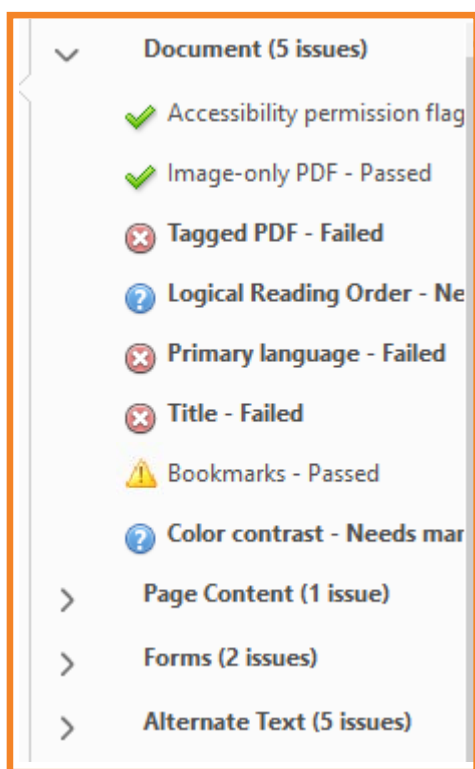 Document (5 issues)
Accessibility permission flag
Image-only PDF - Passed
Tagged PDF - Failed
Logical Reading Order - Ne
Primary language - Failed
Title - Failed
Bookmarks - Passed
Color contrast - Needs mar
Page Content (1 issue)
Forms (2 issues)
Alternate Text (5 issues)